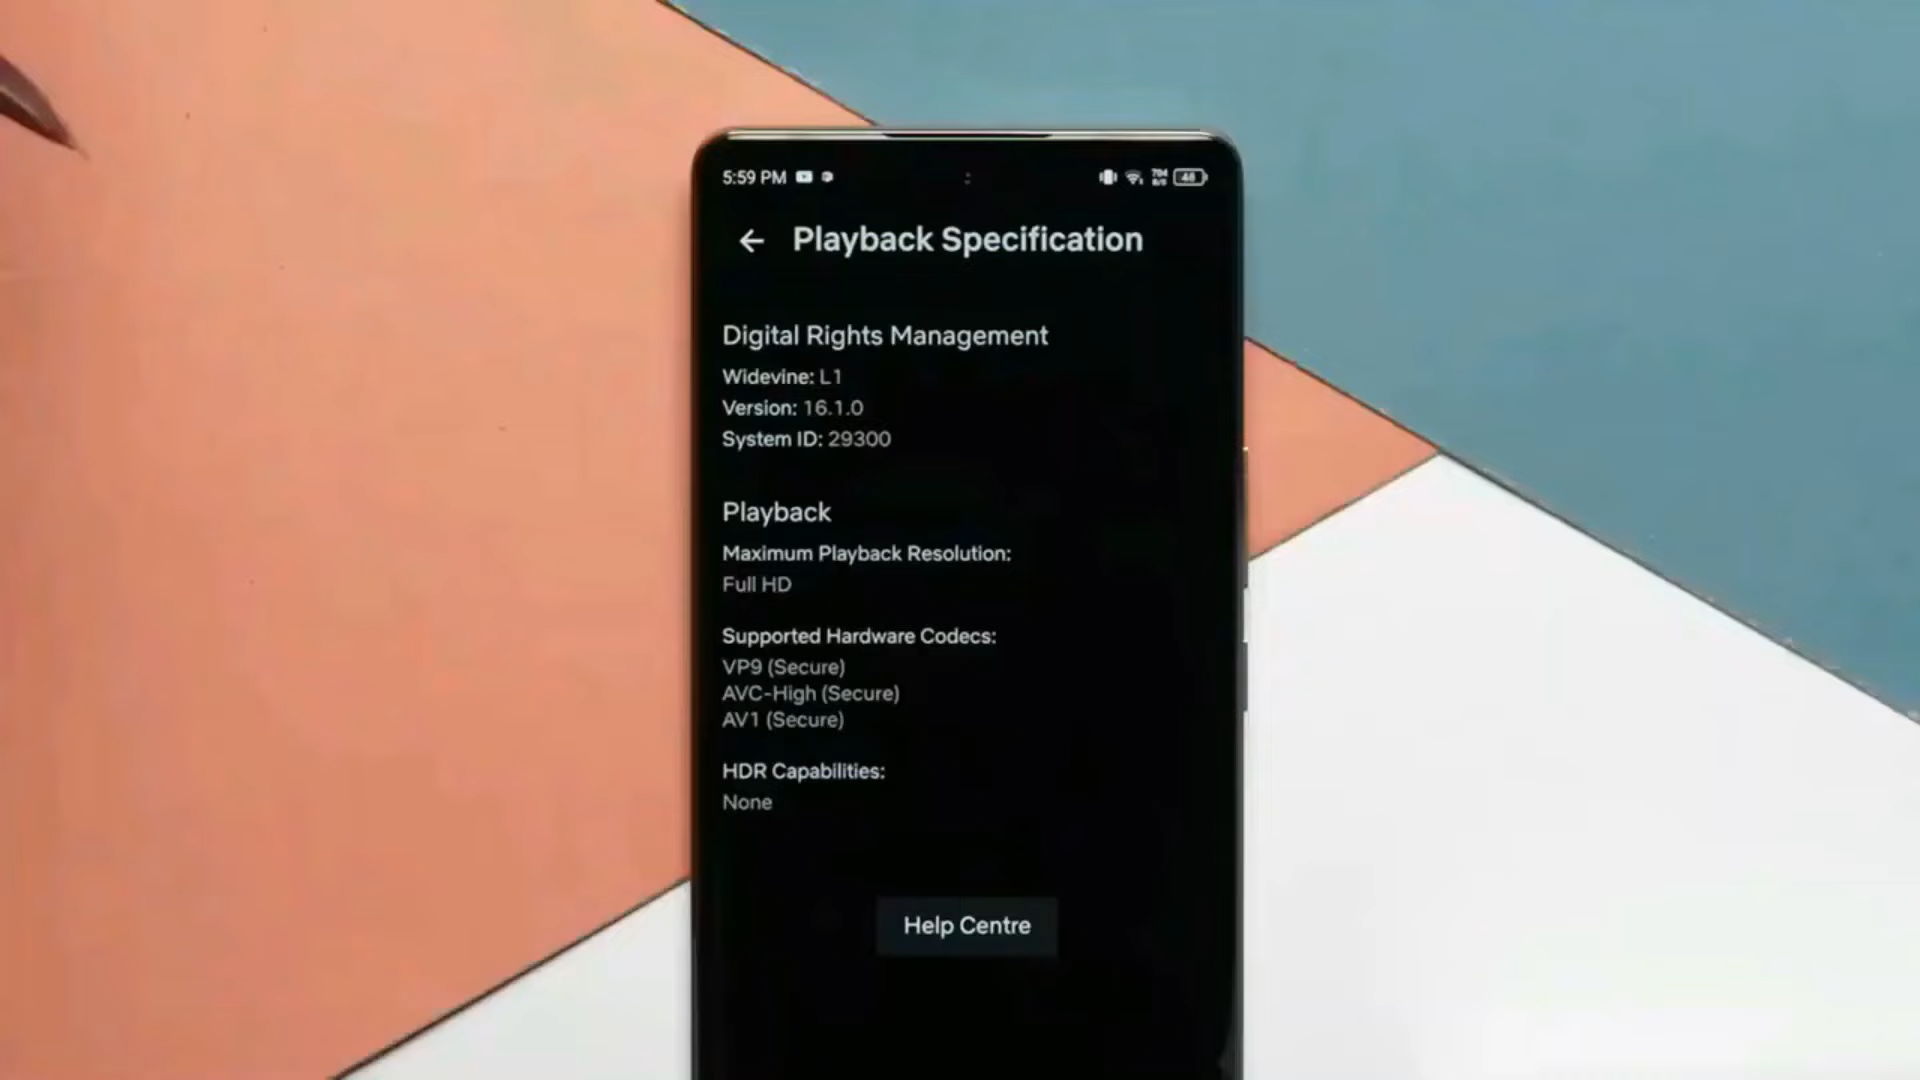 5:59 PM
48
Playback Specification
Digital Rights Management
Widevine: L1
Version: 16.1.0
System ID: 29300
Playback
Maximum Playback Resolution:
Full HD
Supported Hardware Codecs:
VP9 (Secure)
AVC-High (Secure)
AV1 (Secure)
HDR Capabilities:
None
Help Centre